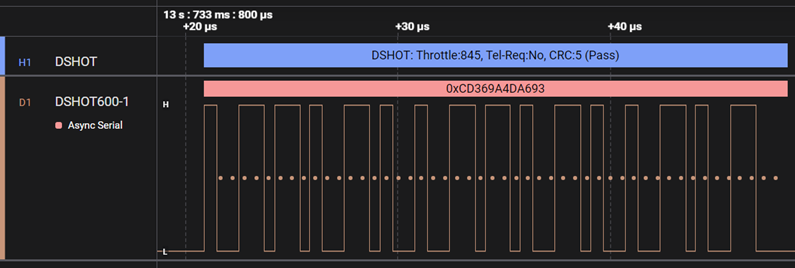 13 s : 733 ms : 800 µs
+20 µs
+30 µs
+40 µs
H1 DSHOT
DSHOT: Throttle:845, Tel-Req:No, CRC:5 (Pass)
D1 DSHOT600-1
Async Serial
0xCD369A4DA693
H
L